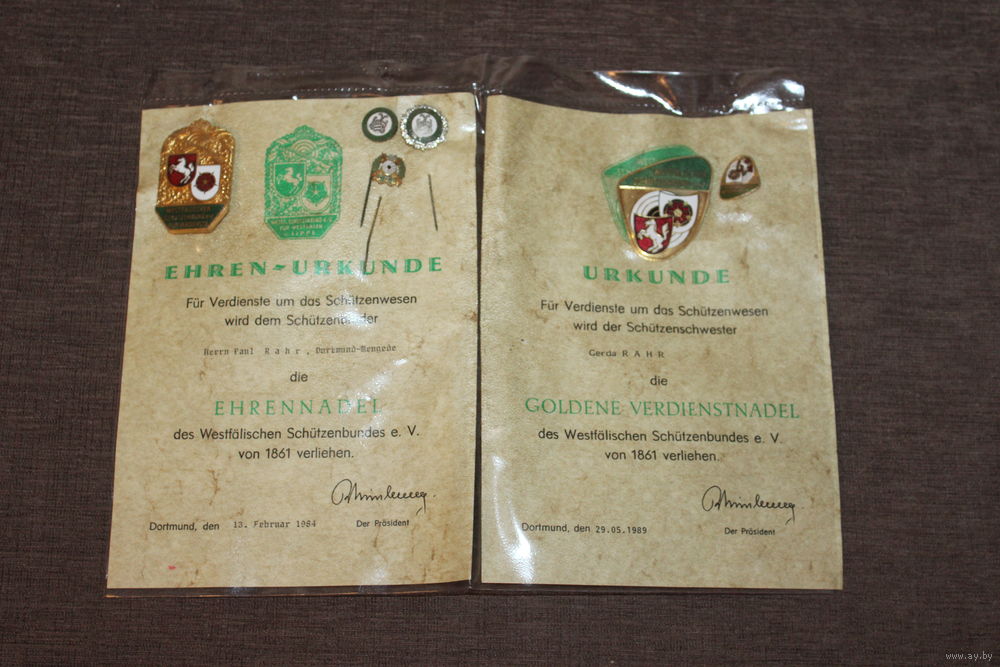 EHREN-URKUNDE
Für Verdienste um das Schützenwesen
wird dem Schützenbruder
Herrn Paul Rahr, Dortmund-Mengede
die
EHRENNADEL
des Westfälischen Schützenbundes e. V.
von 1861 verliehen.
Dortmund, den 13. Februar 1984
Der Präsident
URKUNDE
Für Verdienste um das Schützenwesen
wird der Schützenschwester
Gerda RAHR
die
GOLDENE VERDIENSTNADEL
des Westfälischen Schützenbundes e. V.
von 1861 verliehen.
Dortmund, den 29.05.1989
Der Präsident
www.ay.by